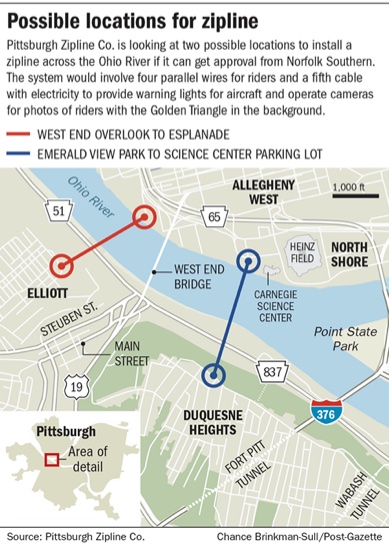 Possible locations for zipline
Pittsburgh Zipline Co. is looking at two possible locations to install a
zipline across the Ohio River if it can get approval from Norfolk Southern.
The system would involve four parallel wires for riders and a fifth cable
with electricity to provide warning lights for aircraft and operate cameras
for photos of riders with the Golden Triangle in the background.
WEST END OVERLOOK TO ESPLANADE
EMERALD VIEW PARK TO SCIENCE CENTER PARKING LOT
Ohio River
ALLEGHENY
WEST
1,000 ft
51
65
HEINZ
FIELD
NORTH
SHORE
WEST END
BRIDGE
ELLIOTT
CARNEGIE
SCIENCE
CENTER
STEUBEN ST.
Point State
Park
MAIN
STREET
837
19
376
DUQUESNE
HEIGHTS
Pittsburgh
Area of
detail
FORT PITT
TUNNEL
WABASH
TUNNEL
Source: Pittsburgh Zipline Co.
Chance Brinkman-Sull/Post-Gazette